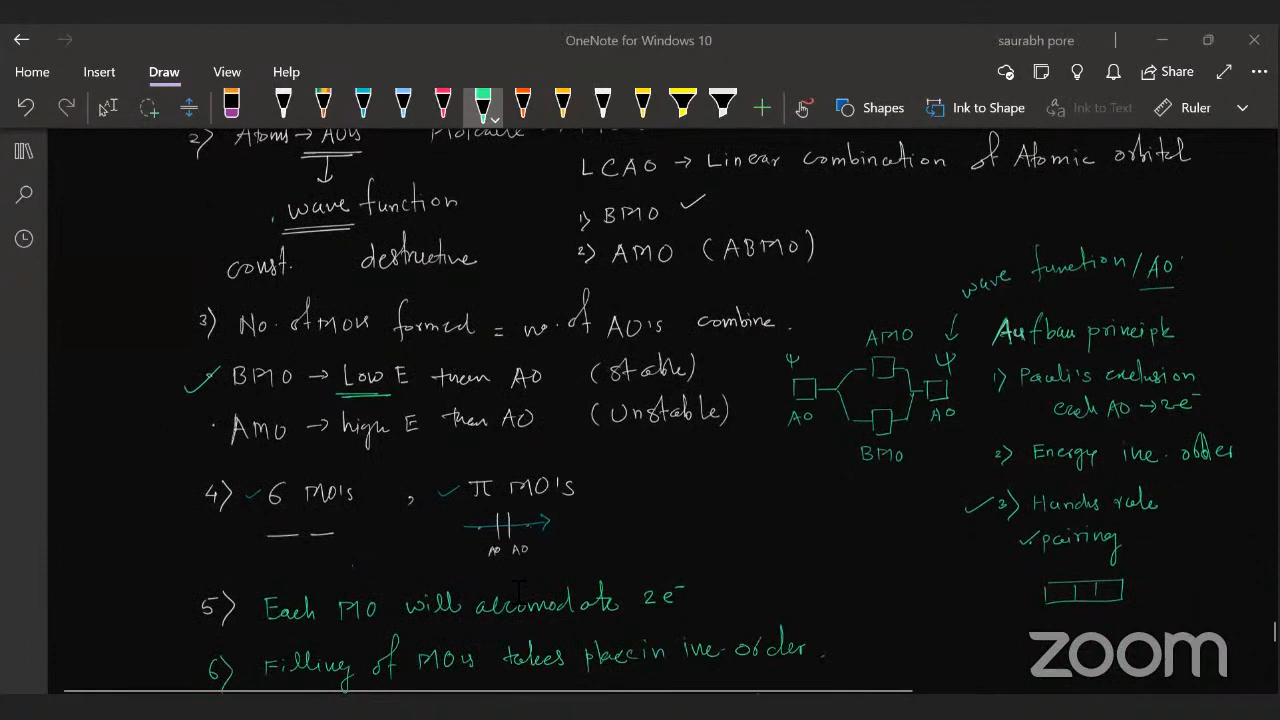 OneNote for Windows 10
saurabh pore
Home Insert Draw View Help
Share
Shapes Ink to Shape Ink to Text Ruler
2) Atoms → AO's
wave function
const. destructive
LCAO → Linear combination of Atomic orbital
1) BMO ✓
2) AMO (ABMO)
3) No. of MO's formed = no. of AO's combine.
✓ BMO → Low E than AO (Stable)
· AMO → high E than AO (Unstable)
4) ✓ 6 MO's , ✓ π MO's
AO AO
5) Each MO will accomodate 2e⁻
6) Filling of MO's takes place in inc. order.
wave function / AO
AMO
ψ ψ
AO AO
BMO
Aufbau principle
1) Pauli's exclusion
each AO → 2e⁻
2) Energy inc. order
✓ 3) Hunds rule
✓ pairing
zoom